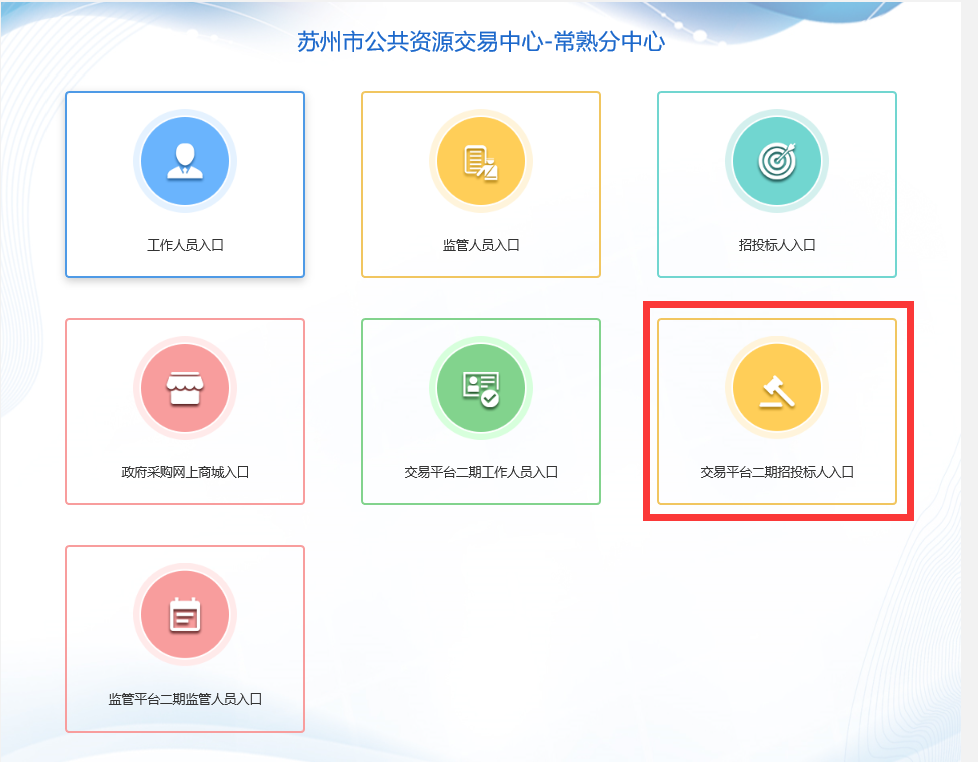 苏州市公共资源交易中心-常熟分中心
工作人员入口
监管人员入口
招投标人入口
政府采购网上商城入口
交易平台二期工作人员入口
交易平台二期招投标人入口
监管平台二期监管人员入口